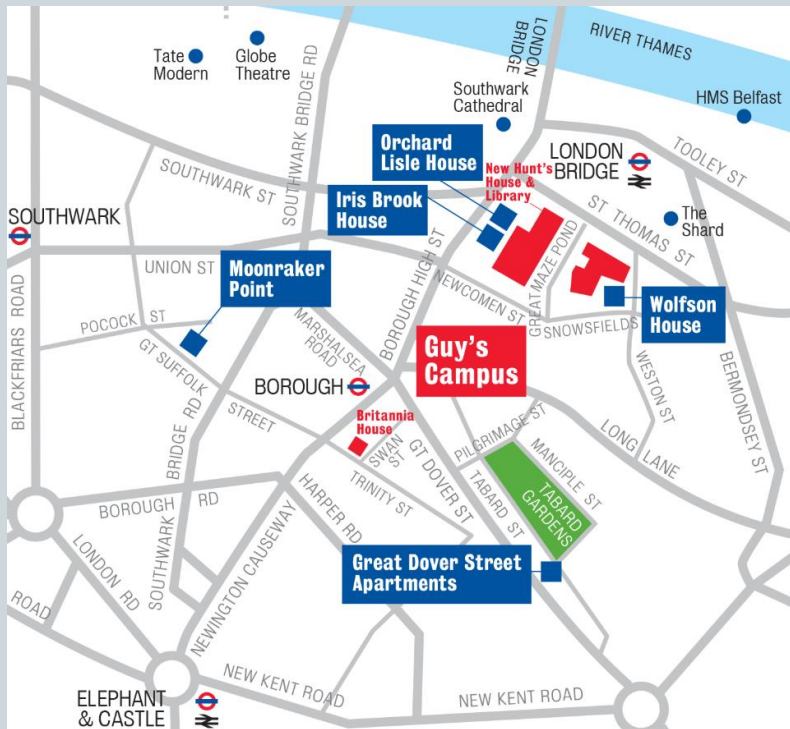 RIVER THAMES
LONDON
BRIDGE
Tate
Modern
Globe
Theatre
SOUTHWARK BRIDGE RD
Southwark
Cathedral
HMS Belfast
Orchard
Lisle House
New Hunt's
House &
Library
LONDON
BRIDGE
TOOLEY ST
SOUTHWARK ST
Iris Brook
House
ST THOMAS ST
The
Shard
SOUTHWARK
UNION ST
Moonraker
Point
BOROUGH HIGH ST
GREAT MAZE POND
NEWCOMEN ST
SNOWSFIELDS
Wolfson
House
POCOCK ST
MARSHALSEA
ROAD
BLACKFRIARS ROAD
GT SUFFOLK
STREET
Guy's
Campus
WESTON ST
BERMONDSEY ST
BOROUGH
Britannia
House
SWAN ST
TRINITY ST
GT DOVER ST
PILGRIMAGE ST
MANCIPLE ST
LONG LANE
TABARD ST
TABARD
GARDENS
BRIDGE RD
SOUTHWARK
BOROUGH RD
HARPER RD
LONDON RD
NEWINGTON CAUSEWAY
Great Dover Street
Apartments
ROAD
NEW KENT ROAD
NEW KENT ROAD
ELEPHANT
& CASTLE